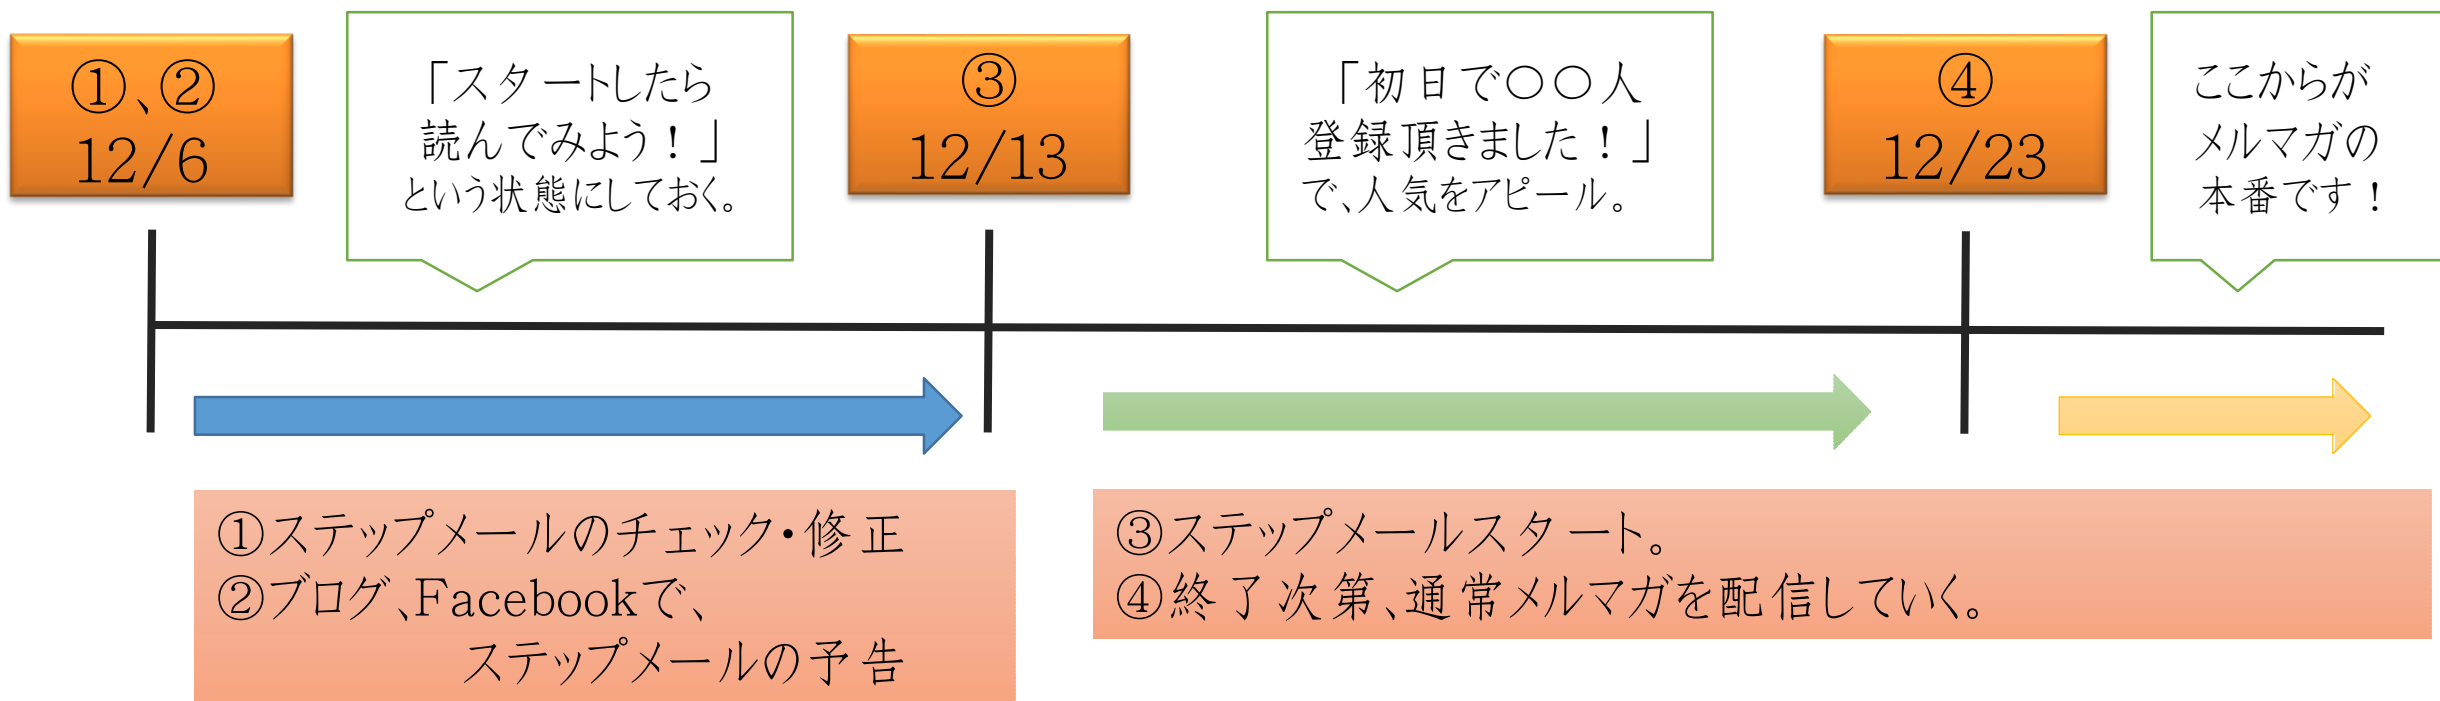 ①、②
12/6
「スタートしたら
読んでみよう！」
という状態にしておく。
③
12/13
「初日で〇〇人
登録頂きました！」
で、人気をアピール。
④
12/23
ここからが
メルマガの
本番です！
①ステップメールのチェック・修正
②ブログ、Facebookで、
ステップメールの予告
③ステップメールスタート。
④終了次第、通常メルマガを配信していく。